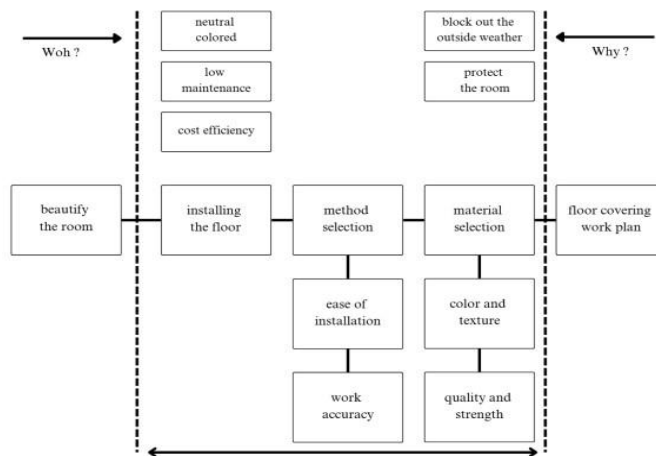 Woh ?
neutral
colored
low
maintenance
cost efficiency
block out the
outside weather
protect
the room
Why ?
beautify
the room
installing
the floor
method
selection
material
selection
floor covering
work plan
ease of
installation
color and
texture
work
accuracy
quality and
strength